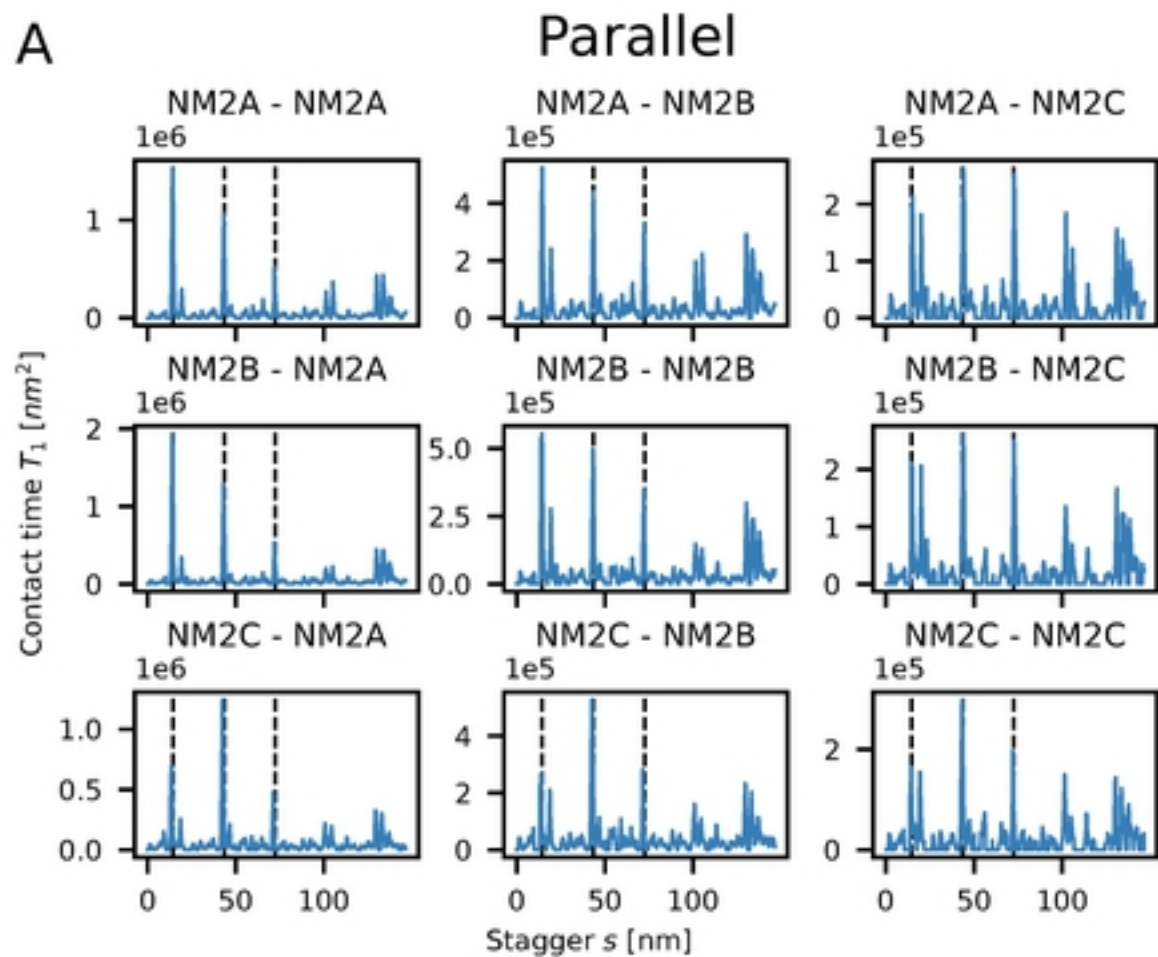 A
Parallel
NM2A - NM2A
NM2A - NM2B
NM2A - NM2C
1e6
1e5
1e5
1
0
4
2
0
2
1
0
NM2B - NM2A
NM2B - NM2B
NM2B - NM2C
1e6
1e5
1e5
2
1
0
5.0
2.5
0.0
2
1
0
Contact time T₁ [nm²]
NM2C - NM2A
NM2C - NM2B
NM2C - NM2C
1e6
1e5
1e5
1.0
0.5
0.0
4
2
0
2
0
0 50 100
0 50 100
0 50 100
Stagger s [nm]